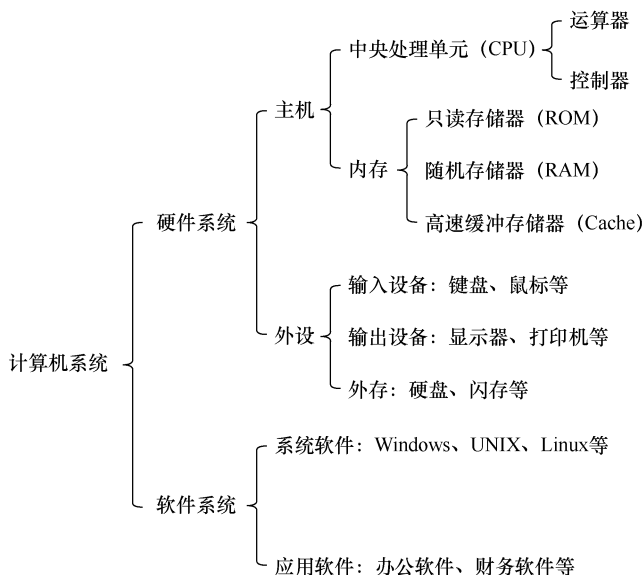 运算器
中央处理单元（CPU）
控制器
主机
只读存储器（ROM）
内存
随机存储器（RAM）
硬件系统
高速缓冲存储器（Cache）
输入设备：键盘、鼠标等
外设
输出设备：显示器、打印机等
计算机系统
外存：硬盘、闪存等
系统软件：Windows、UNIX、Linux等
软件系统
应用软件：办公软件、财务软件等